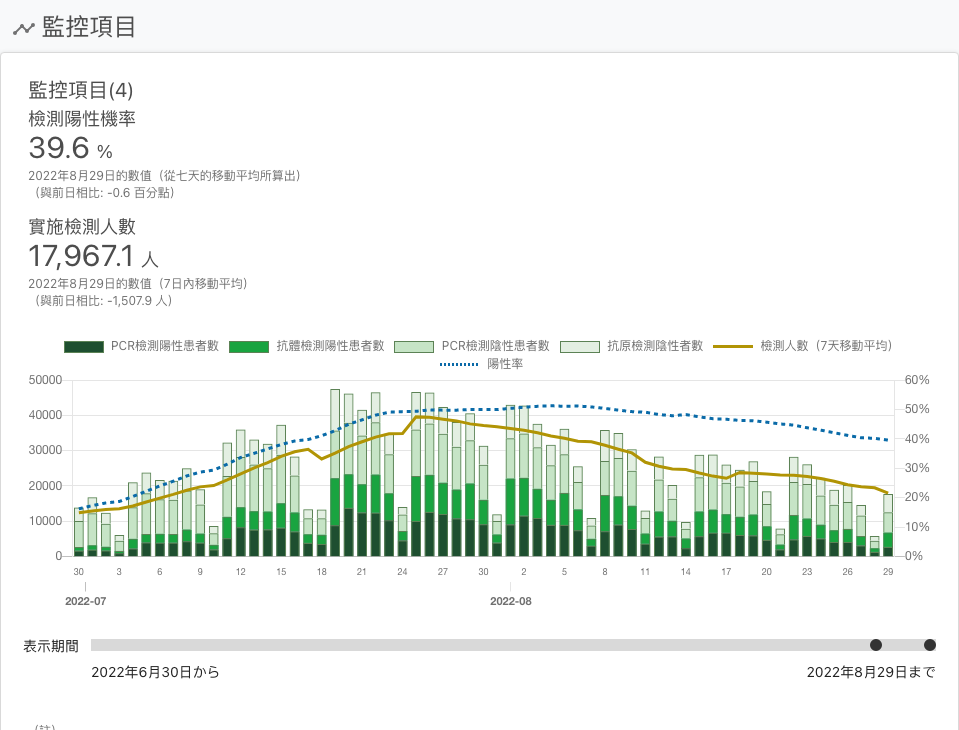 監控項目
監控項目(4)
檢測陽性機率
39.6 %
2022年8月29日的數值（從七天的移動平均所算出）
（與前日相比: -0.6 百分點）
實施檢測人數
17,967.1 人
2022年8月29日的數值（7日內移動平均）
（與前日相比: -1,507.9 人）
PCR檢測陽性患者數 抗體檢測陽性患者數 PCR檢測陰性患者數 抗原檢測陰性者數 檢測人數（7天移動平均）
陽性率
50000 60%
40000 50%
30000 40%
20000 30%
10000 20%
0 10%
0%
30 3 6 9 12 15 18 21 24 27 30 2 5 8 11 14 17 20 23 26 29
2022-07 2022-08
表示期間
2022年6月30日から 2022年8月29日まで